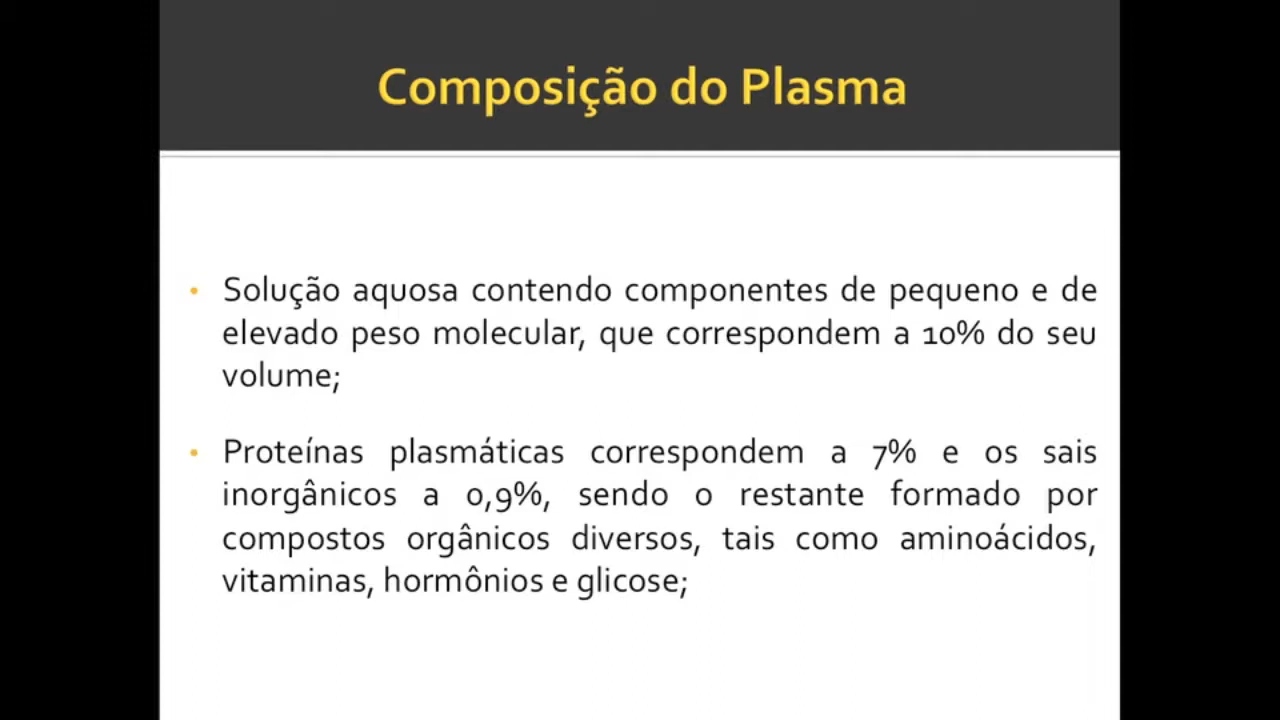 Composição do Plasma
• Solução aquosa contendo componentes de pequeno e de
elevado peso molecular, que correspondem a 10% do seu
volume;
• Proteínas plasmáticas correspondem a 7% e os sais
inorgânicos a 0,9%, sendo o restante formado por
compostos orgânicos diversos, tais como aminoácidos,
vitaminas, hormônios e glicose;